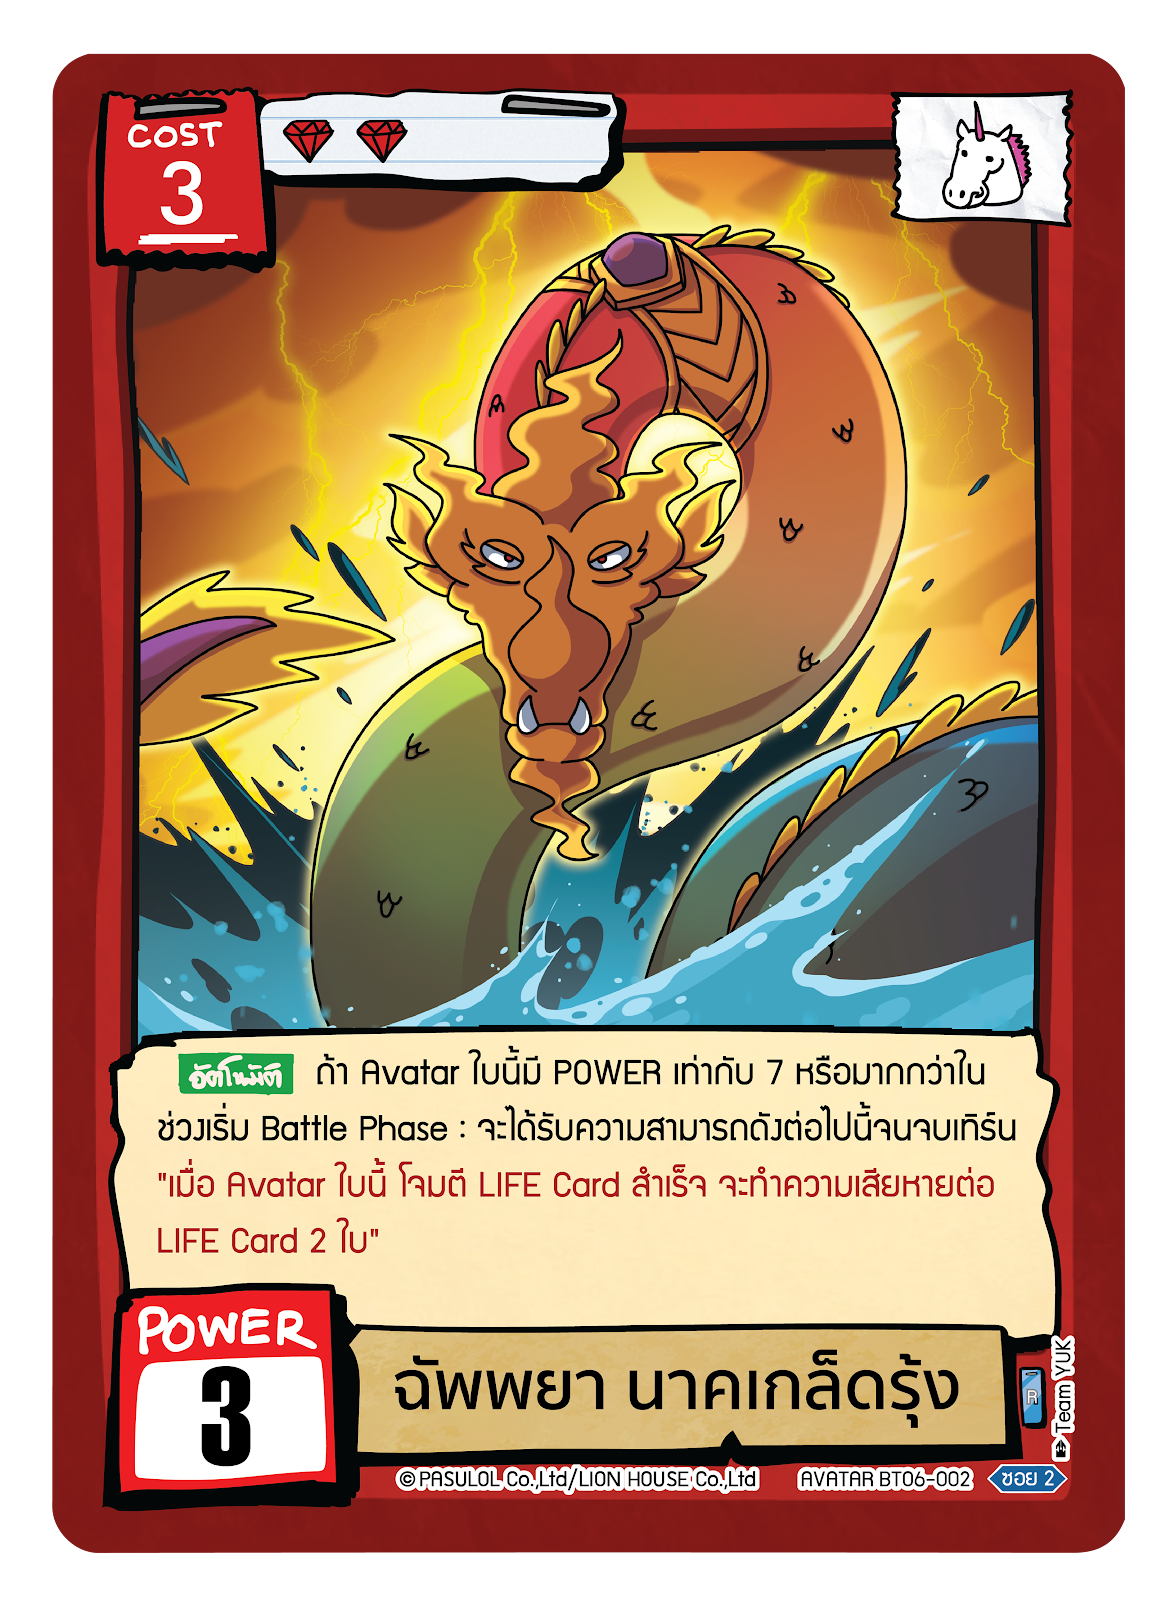 COST
3
อัตโนมัติ ถ้า Avatar ใบนี้มี POWER เท่ากับ 7 หรือมากกว่าใน
ช่วงเริ่ม Battle Phase : จะได้รับความสามารถดังต่อไปนี้จนจบเทิร์น
"เมื่อ Avatar ใบนี้ โจมตี LIFE Card สำเร็จ จะทำความเสียหายต่อ
LIFE Card 2 ใบ"
POWER
3
ฉัพพยา นาคเกล็ดรุ้ง
R
Team YUK
© PASULOL Co.,Ltd/LION HOUSE Co.,Ltd AVATAR BT06-002 ซอย 2